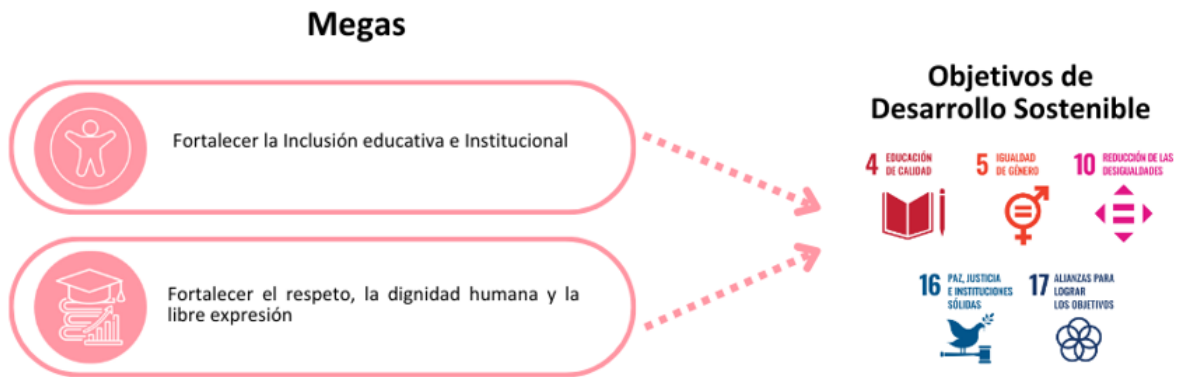 Megas
Fortalecer la Inclusión educativa e Institucional
Fortalecer el respeto, la dignidad humana y la
libre expresión
Objetivos de
Desarrollo Sostenible
4 EDUCACIÓN
DE CALIDAD
5 IGUALDAD
DE GÉNERO
10 REDUCCIÓN DE LAS
DESIGUALDADES
16 PAZ, JUSTICIA
E INSTITUCIONES
SÓLIDAS
17 ALIANZAS PARA
LOGRAR
LOS OBJETIVOS